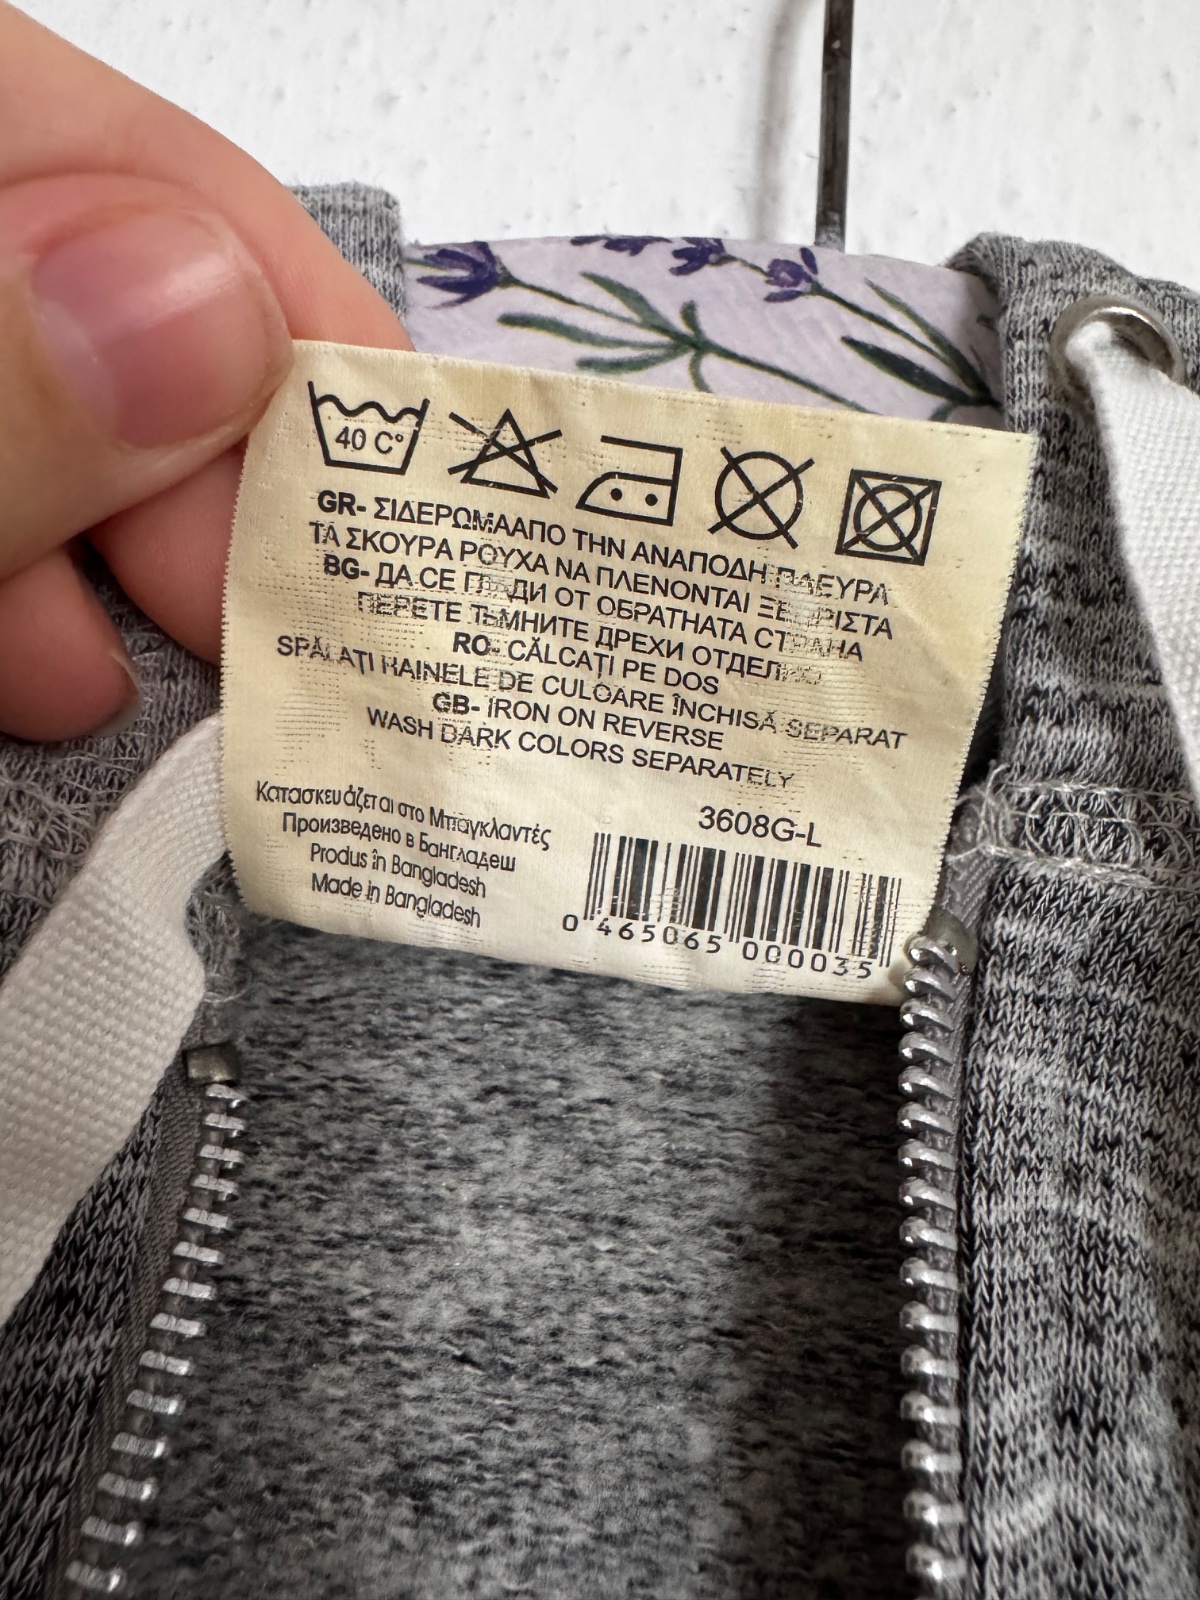 40 C°
GR- ΣΙΔΕΡΩΜΑΑΠΟ ΤΗΝ ΑΝΑΠΟΔΗ ΠΛΕΥΡΑ
ΤΑ ΣΚΟΥΡΑ ΡΟΥΧΑ ΝΑ ΠΛΕΝΟΝΤΑΙ ΞΕΧΩΡΙΣΤΑ
BG- ДА СЕ ГЛАДИ ОТ ОБРАТНАТА СТРАНА
ПЕРЕТЕ ТЪМНИТЕ ДРЕХИ ОТДЕЛНО
RO- CĂLCAȚI PE DOS
SPĂLAȚI HAINELE DE CULOARE ÎNCHISĂ SEPARAT
GB- IRON ON REVERSE
WASH DARK COLORS SEPARATELY
Κατασκευάζεται στο Μπαγκλαντές
Произведено в Бангладеш
Produs în Bangladesh
Made in Bangladesh
3608G-L
0 465065 000035